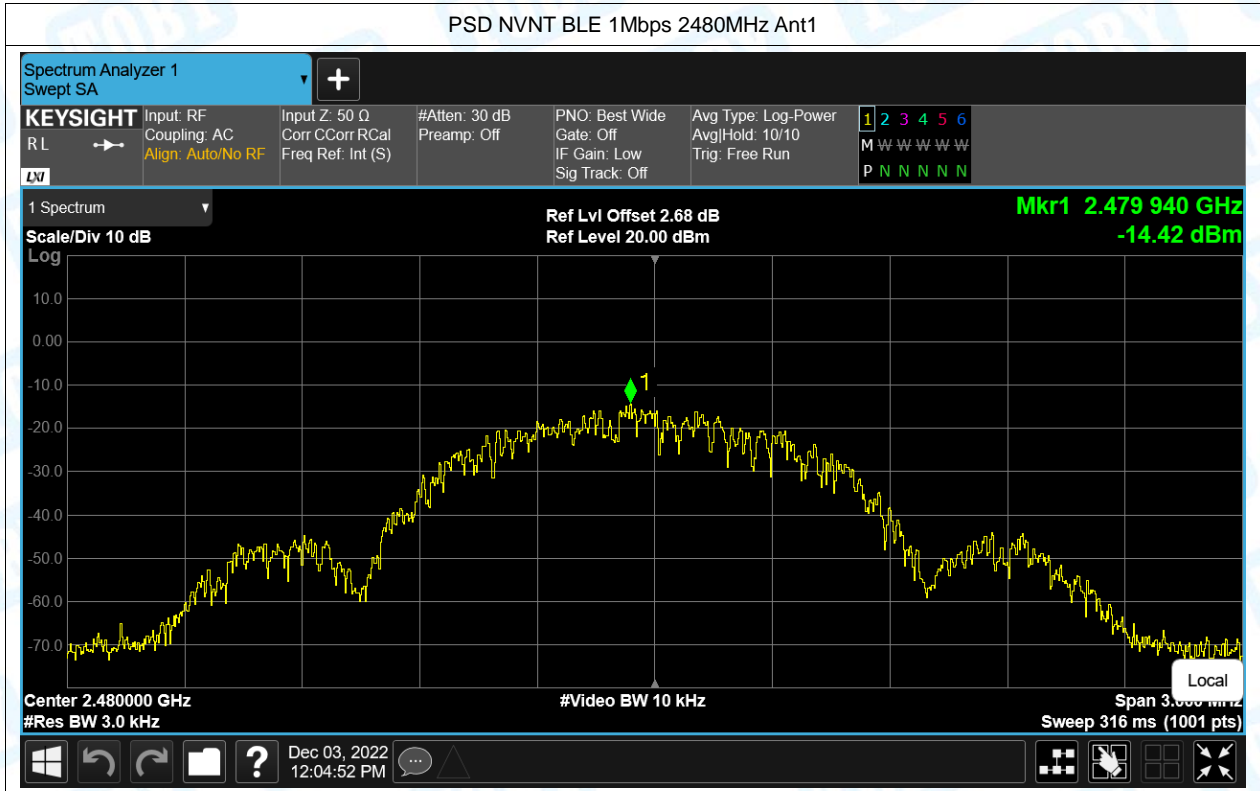 PSD NVNT BLE 1Mbps 2480MHz Ant1
Spectrum Analyzer 1
Swept SA
KEYSIGHT
R L
LXI
Input: RF
Coupling: AC
Align: Auto/No RF
Input Z: 50 Ω
Corr CCorr RCal
Freq Ref: Int (S)
#Atten: 30 dB
Preamp: Off
PNO: Best Wide
Gate: Off
IF Gain: Low
Sig Track: Off
Avg Type: Log-Power
Avg|Hold: 10/10
Trig: Free Run
1 2 3 4 5 6
M W W W W W
P N N N N N
1 Spectrum
Scale/Div 10 dB
Log
Ref Lvl Offset 2.68 dB
Ref Level 20.00 dBm
Mkr1 2.479 940 GHz
-14.42 dBm
10.0
0.00
-10.0
-20.0
-30.0
-40.0
-50.0
-60.0
-70.0
1
Local
Center 2.480000 GHz
#Res BW 3.0 kHz
#Video BW 10 kHz
Span 3.000 MHz
Sweep 316 ms (1001 pts)
?
Dec 03, 2022
12:04:52 PM
TOBY